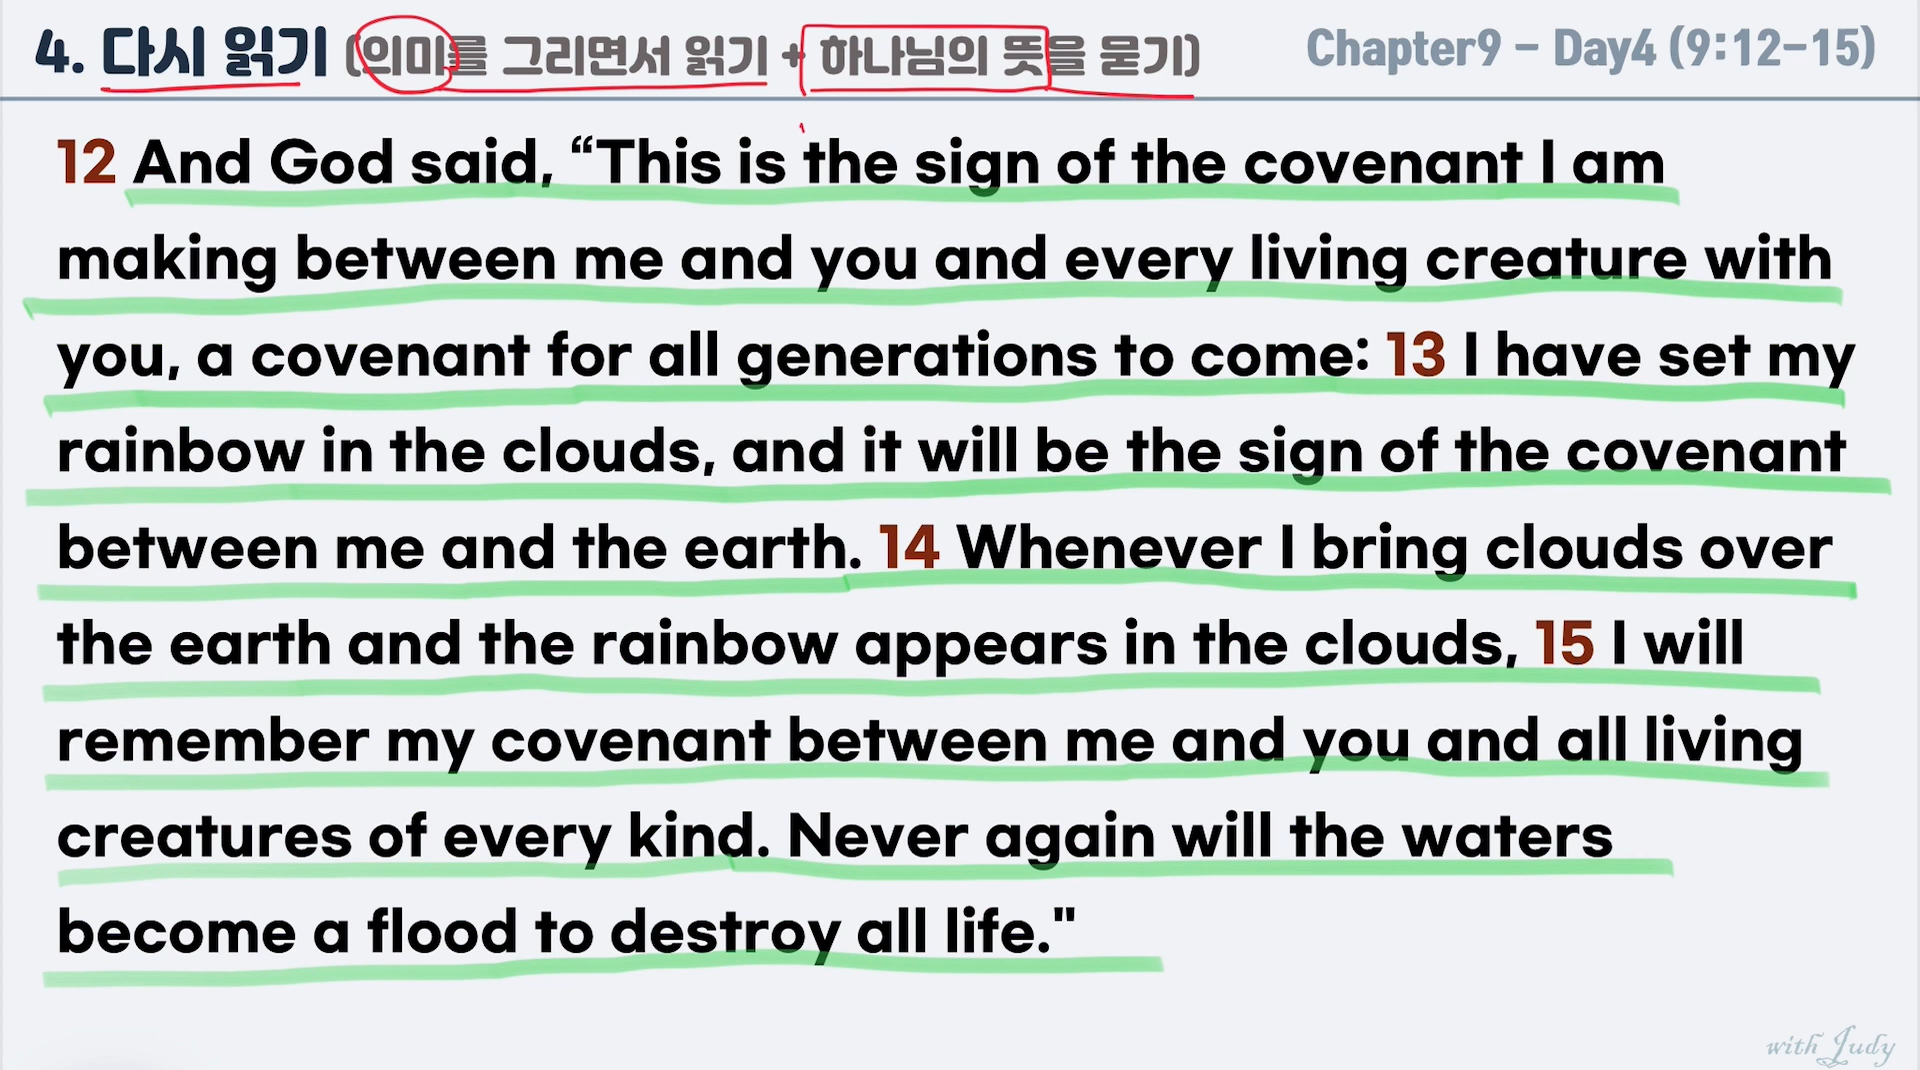 4. 다시 읽기 (의미를 그리면서 읽기 + 하나님의 뜻을 묻기)
Chapter9 - Day4 (9:12-15)
12 And God said, “This is the sign of the covenant I am
making between me and you and every living creature with
you, a covenant for all generations to come: 13 I have set my
rainbow in the clouds, and it will be the sign of the covenant
between me and the earth. 14 Whenever I bring clouds over
the earth and the rainbow appears in the clouds, 15 I will
remember my covenant between me and you and all living
creatures of every kind. Never again will the waters
become a flood to destroy all life."
with Judy